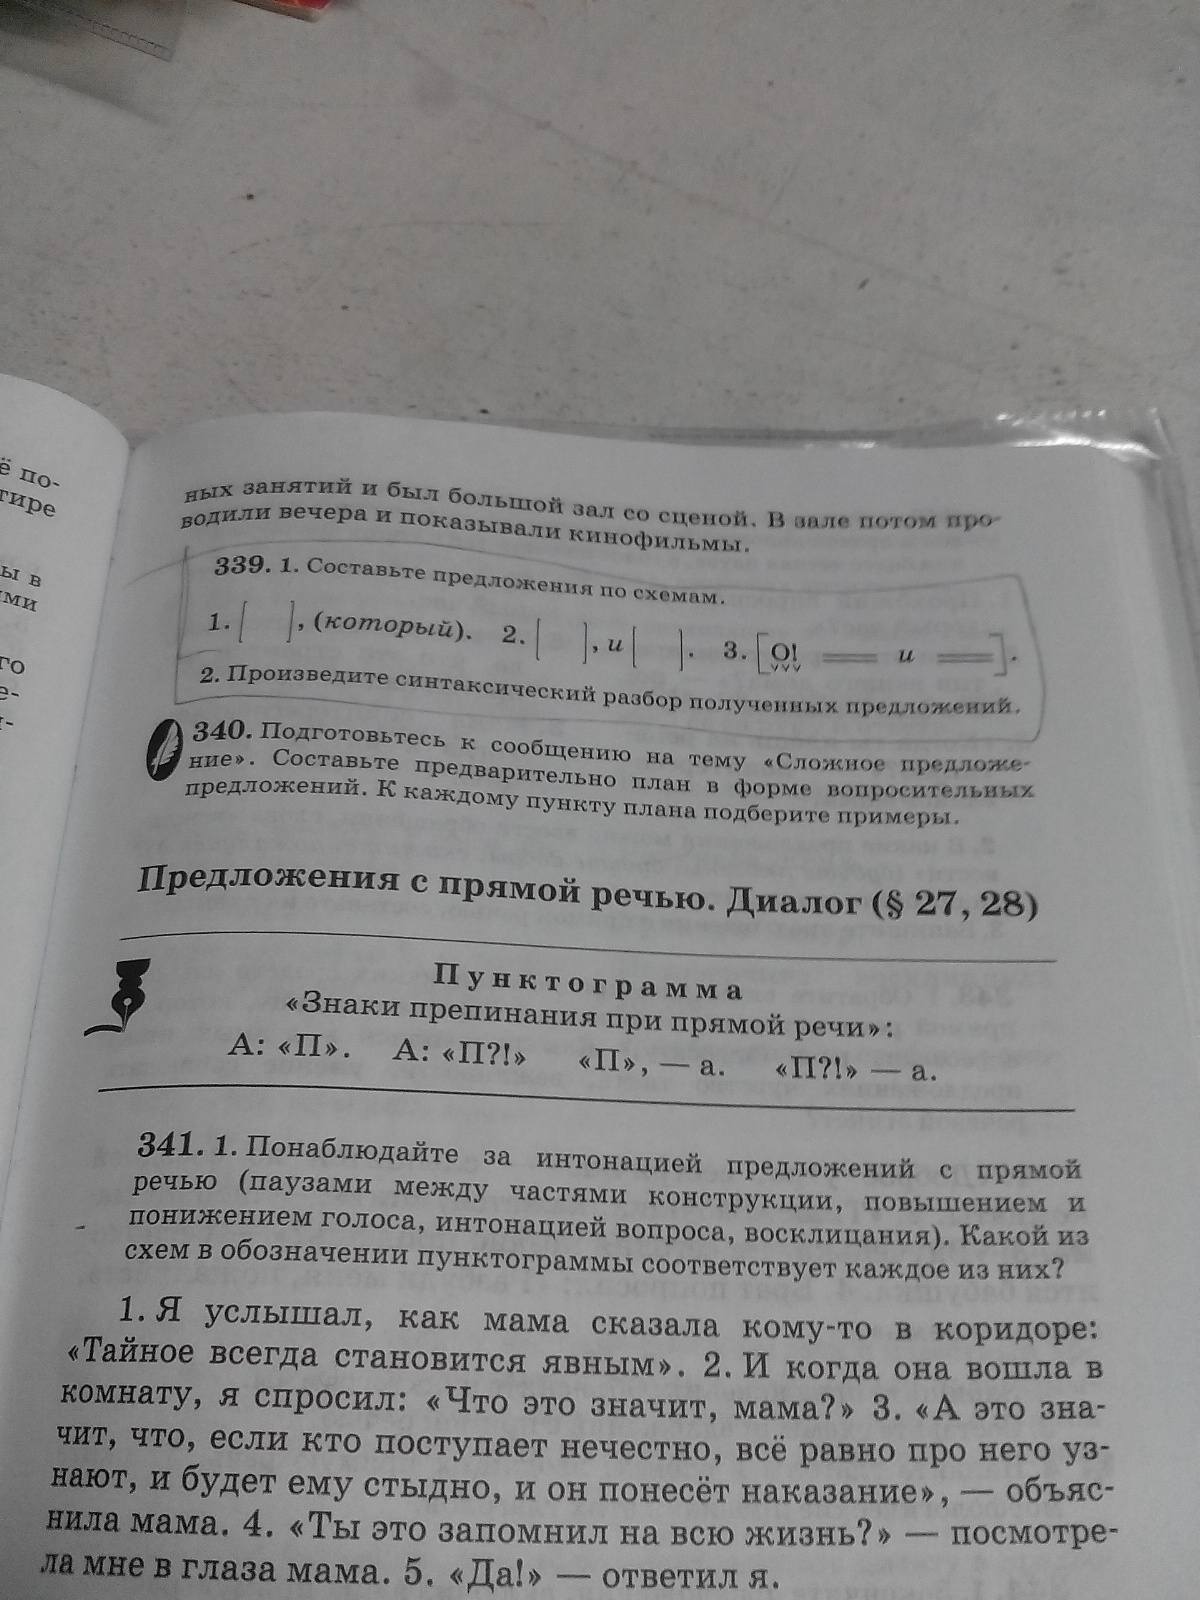 ё по-
тире
ы в
ими
го
е-
и-
ных занятий и был большой зал со сценой. В зале потом про-
водили вечера и показывали кинофильмы.
339. 1. Составьте предложения по схемам.
1. [ ], (который). 2. [ ], и [ ]. 3. [О! ══ и ══].
2. Произведите синтаксический разбор полученных предложений.
340. Подготовьтесь к сообщению на тему «Сложное предложе-
ние». Составьте предварительно план в форме вопросительных
предложений. К каждому пункту плана подберите примеры.
Предложения с прямой речью. Диалог (§ 27, 28)
Пунктограмма
«Знаки препинания при прямой речи»:
А: «П». А: «П?!» «П», — а. «П?!» — а.
341. 1. Понаблюдайте за интонацией предложений с прямой
речью (паузами между частями конструкции, повышением и
понижением голоса, интонацией вопроса, восклицания). Какой из
схем в обозначении пунктограммы соответствует каждое из них?
1. Я услышал, как мама сказала кому-то в коридоре:
«Тайное всегда становится явным». 2. И когда она вошла в
комнату, я спросил: «Что это значит, мама?» 3. «А это зна-
чит, что, если кто поступает нечестно, всё равно про него уз-
нают, и будет ему стыдно, и он понесёт наказание», — объяс-
нила мама. 4. «Ты это запомнил на всю жизнь?» — посмотре-
ла мне в глаза мама. 5. «Да!» — ответил я.